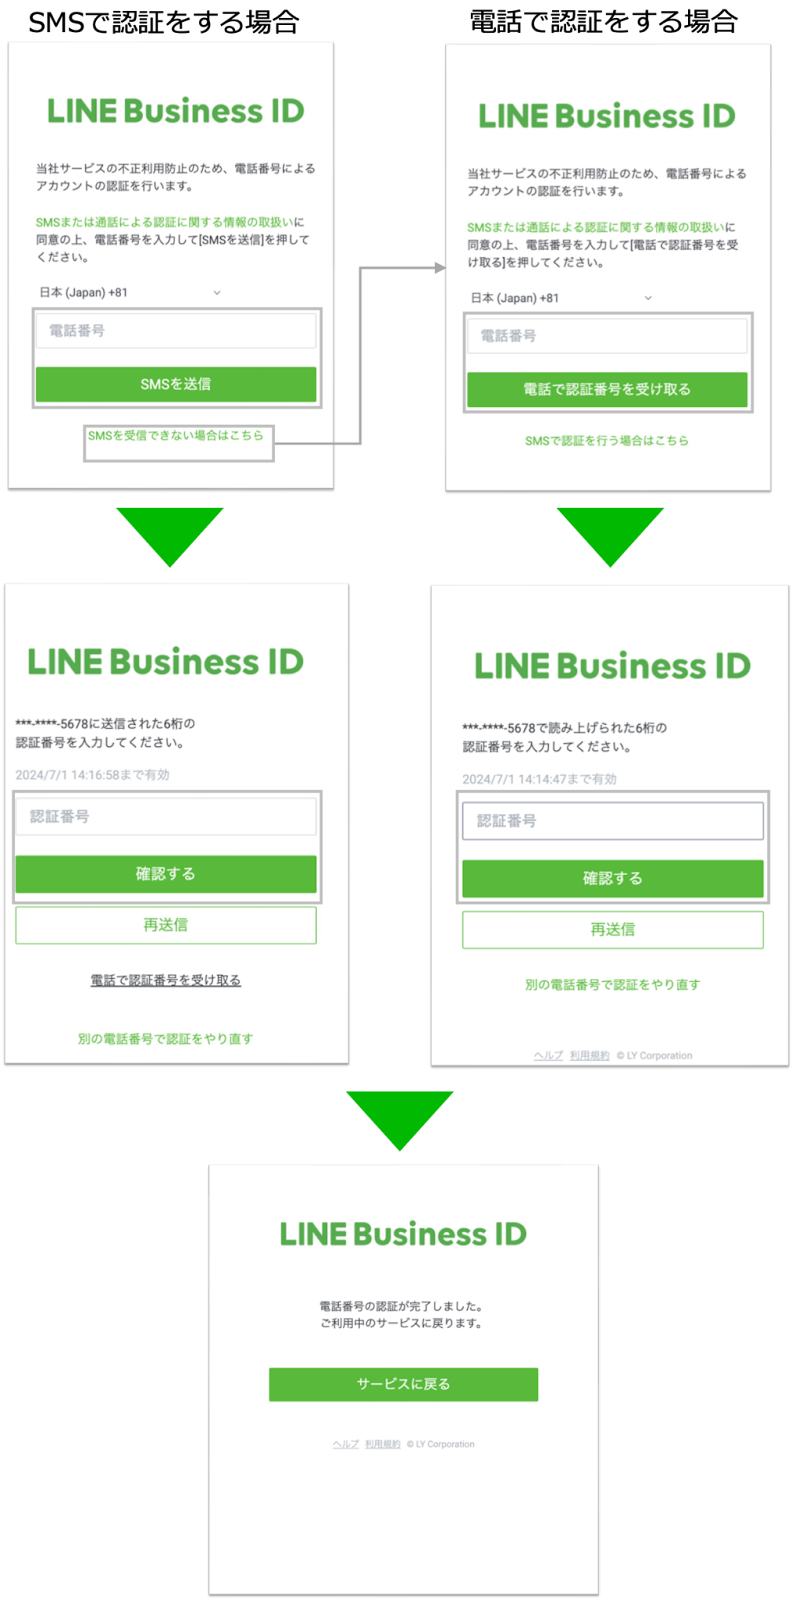 SMSで認証をする場合
LINE Business ID
当社サービスの不正利用防止のため、電話番号による
アカウントの認証を行います。
SMSまたは通話による認証に関する情報の取扱いに
同意の上、電話番号を入力して[SMSを送信]を押して
ください。
日本 (Japan) +81
電話番号
SMSを送信
SMSを受信できない場合はこちら
電話で認証をする場合
LINE Business ID
当社サービスの不正利用防止のため、電話番号による
アカウントの認証を行います。
SMSまたは通話による認証に関する情報の取扱いに
同意の上、電話番号を入力して[電話で認証番号を受
け取る]を押してください。
日本 (Japan) +81
電話番号
電話で認証番号を受け取る
SMSで認証を行う場合はこちら
LINE Business ID
***-****-5678に送信された6桁の
認証番号を入力してください。
2024/7/1 14:16:58まで有効
認証番号
確認する
再送信
電話で認証番号を受け取る
別の電話番号で認証をやり直す
LINE Business ID
***-****-5678で読み上げられた6桁の
認証番号を入力してください。
2024/7/1 14:14:47まで有効
認証番号
確認する
再送信
別の電話番号で認証をやり直す
ヘルプ 利用規約 © LY Corporation
LINE Business ID
電話番号の認証が完了しました。
ご利用中のサービスに戻ります。
サービスに戻る
ヘルプ 利用規約 © LY Corporation